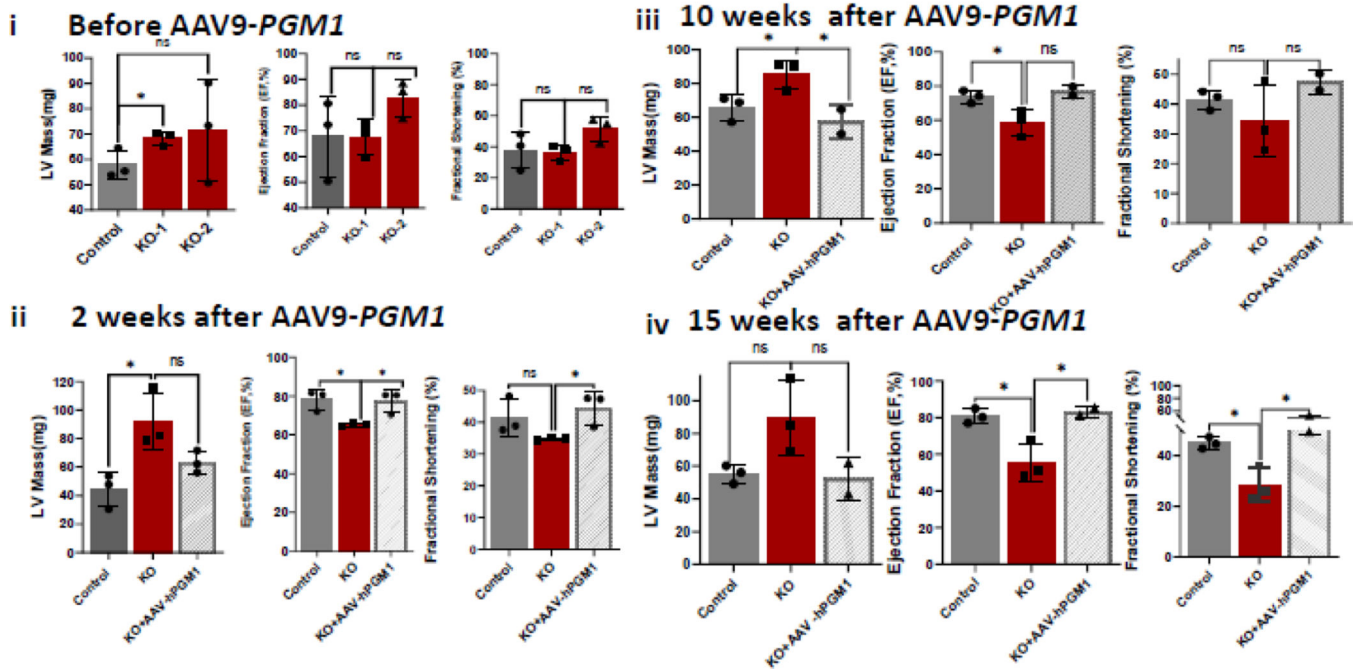 i Before AAV9-PGM1
ns
*
LV Mass(mg)
100
90
80
70
60
50
40
Control
KO-1
KO-2
ns
ns
Ejection Fraction (EF,%)
100
90
80
70
60
50
40
Control
KO-1
KO-2
ns
ns
Fractional Shortening (%)
100
80
60
40
20
0
Control
KO-1
KO-2
ii 2 weeks after AAV9-PGM1
*
ns
LV Mass(mg)
120
100
80
60
40
20
0
Control
KO
KO+AAV-hPGM1
*
*
Ejection Fraction (EF,%)
100
80
60
40
20
0
Control
KO
KO+AAV-hPGM1
ns
*
Fractional Shortening (%)
50
40
30
20
10
0
Control
KO
KO+AAV-hPGM1
iii 10 weeks after AAV9-PGM1
*
*
LV Mass(mg)
100
80
60
40
20
0
Control
KO
KO+AAV-hPGM1
*
ns
Ejection Fraction (EF,%)
100
80
60
40
20
0
Control
KO
KO+AAV-hPGM1
ns
ns
Fractional Shortening (%)
60
40
30
20
0
Control
KO
KO+AAV-hPGM1
iv 15 weeks after AAV9-PGM1
ns
ns
LV Mass(mg)
120
100
80
60
40
20
0
Control
KO
KO+AAV -hPGM1
*
*
Ejection Fraction (EF,%)
100
80
60
40
20
0
Control
KO
KO+AAV-hPGM1
*
*
Fractional Shortening (%)
100
80
60
40
20
0
Control
KO
KO+AAV-hPGM1